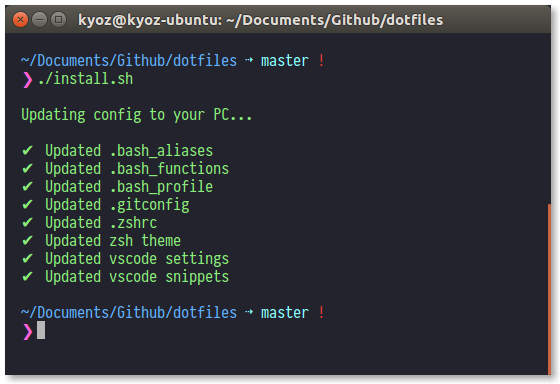 kyoz@kyoz-ubuntu: ~/Documents/Github/dotfiles
~/Documents/Github/dotfiles ⇢ master !
❯./install.sh
Updating config to your PC...
✔ Updated .bash_aliases
✔ Updated .bash_functions
✔ Updated .bash_profile
✔ Updated .gitconfig
✔ Updated .zshrc
✔ Updated zsh theme
✔ Updated vscode settings
✔ Updated vscode snippets
~/Documents/Github/dotfiles ⇢ master !
❯